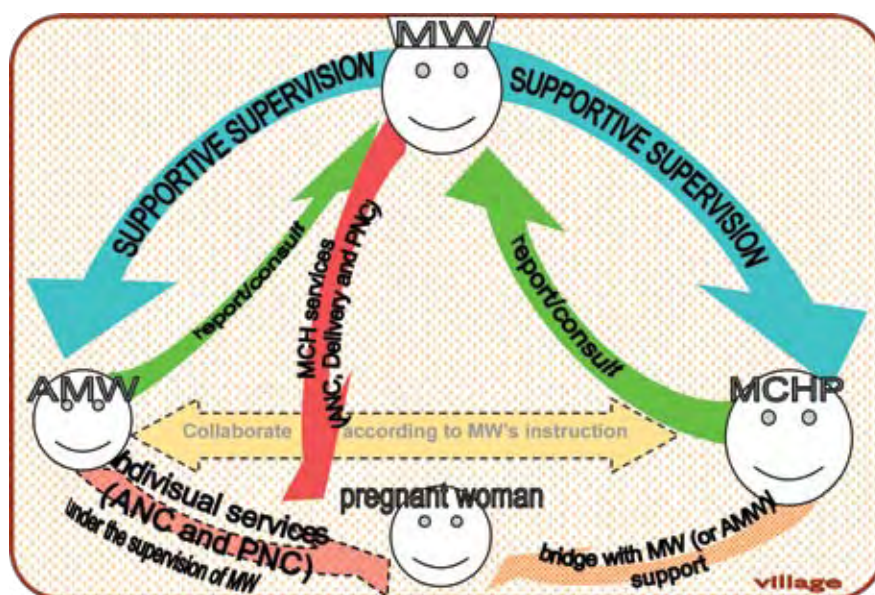 MW
SUPPORTIVE SUPERVISION
SUPPORTIVE SUPERVISION
report/consult
MCH services
(ANC, Delivery and PNC)
report/consult
AMW
MCHP
Collaborate according to MW's instruction
Indivisual services
(ANC and PNC)
under the supervision of MW
pregnant woman
bridge with MW (or AMW)
support
village